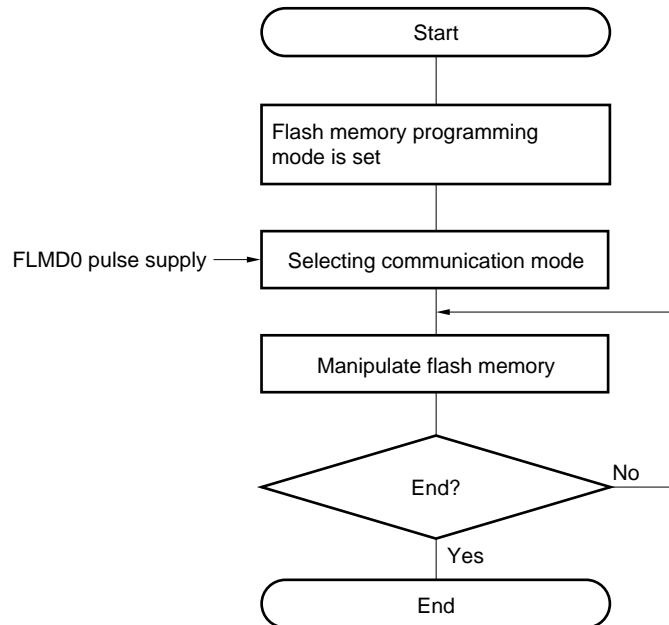 Start
Flash memory programming
mode is set
FLMD0 pulse supply
Selecting communication mode
Manipulate flash memory
End?
No
Yes
End